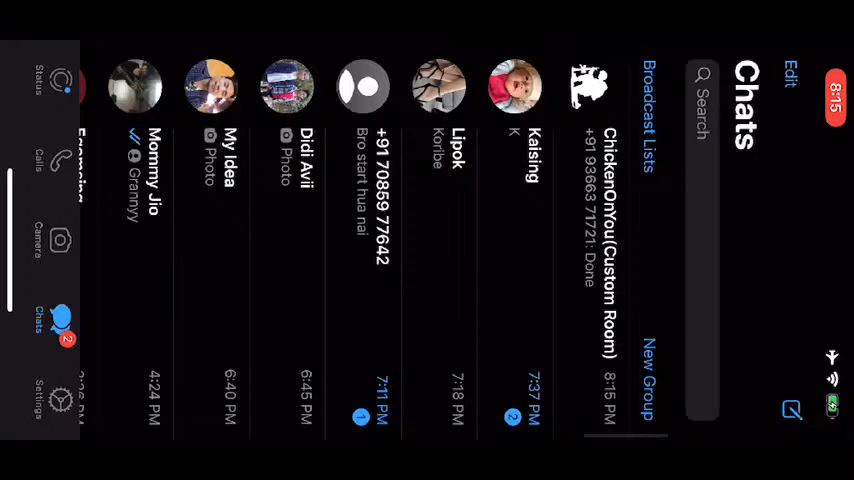 8:15
Edit
Chats
Search
Broadcast Lists
New Group
ChickenOnYou(Custom Room)
8:15 PM
+91 93663 71721: Done
Kaising
7:37 PM
K
2
Lipok
7:18 PM
Koribe
+91 70859 77642
7:11 PM
Bro start hua nai
1
Didi Avii
6:45 PM
Photo
My Idea
6:40 PM
Photo
Mommy Jio
4:24 PM
Grannyy
Status
Calls
Camera
Chats
2
Settings